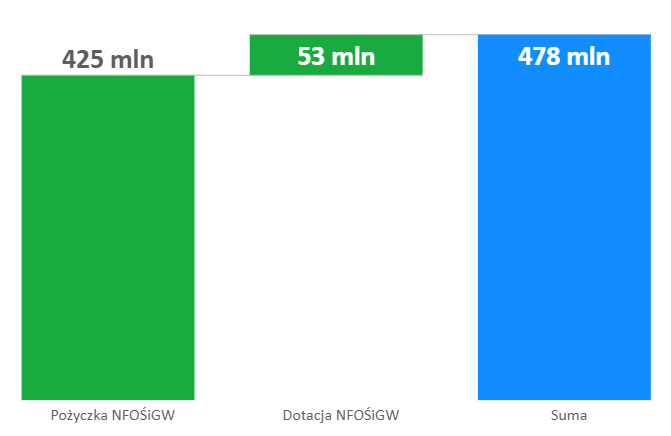 425 mln
53 mln
478 mln
Pożyczka NFOŚiGW
Dotacja NFOŚiGW
Suma